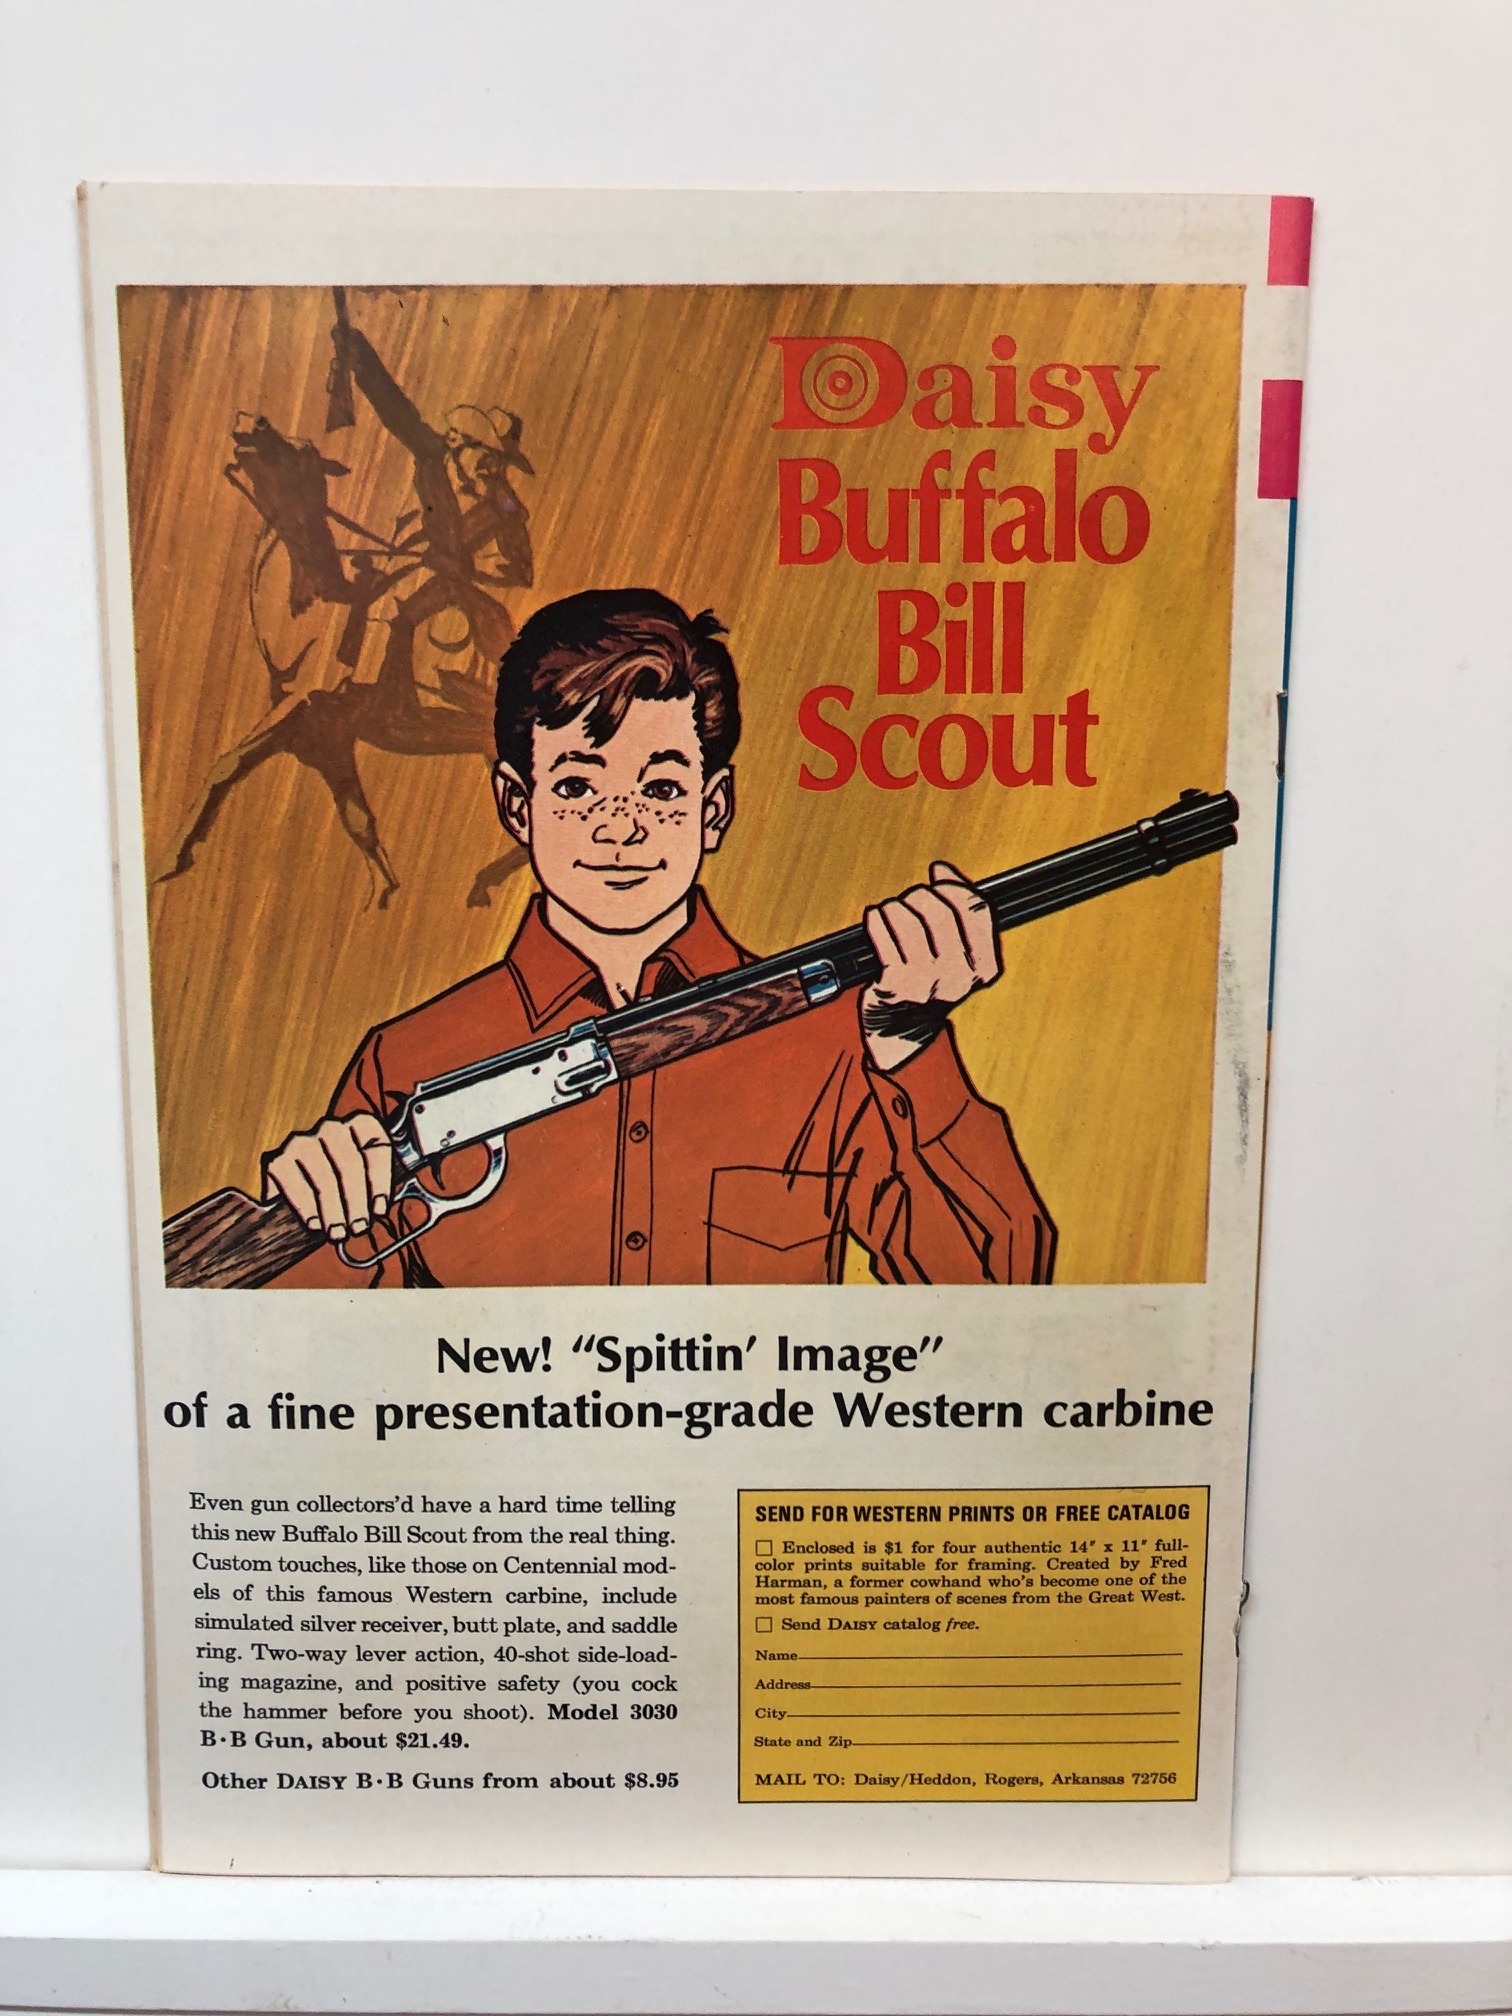 Daisy
Buffalo
Bill
Scout
New! “Spittin’ Image”
of a fine presentation-grade Western carbine
Even gun collectors’d have a hard time telling
this new Buffalo Bill Scout from the real thing.
Custom touches, like those on Centennial mod-
els of this famous Western carbine, include
simulated silver receiver, butt plate, and saddle
ring. Two-way lever action, 40-shot side-load-
ing magazine, and positive safety (you cock
the hammer before you shoot). Model 3030
B·B Gun, about $21.49.
Other DAISY B·B Guns from about $8.95
SEND FOR WESTERN PRINTS OR FREE CATALOG
☐ Enclosed is $1 for four authentic 14″ x 11″ full-
color prints suitable for framing. Created by Fred
Harman, a former cowhand who’s become one of the
most famous painters of scenes from the Great West.
☐ Send DAISY catalog free.
Name
Address
City
State and Zip
MAIL TO: Daisy/Heddon, Rogers, Arkansas 72756